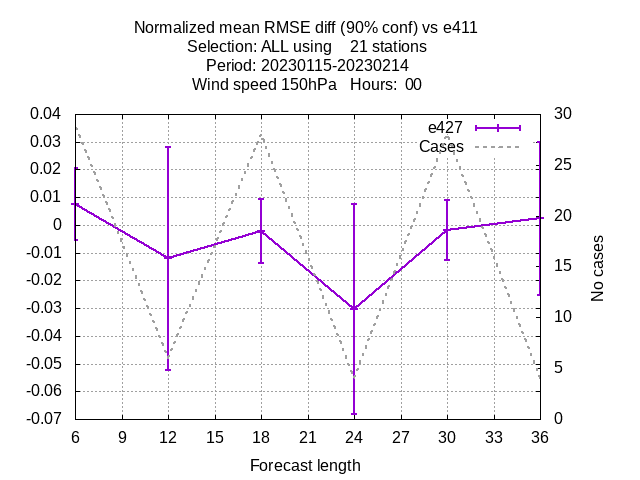 Normalized mean RMSE diff (90% conf) vs e411
Selection: ALL using    21 stations
Period: 20230115-20230214
Wind speed 150hPa   Hours:  00
e427
Cases
0.04
0.03
0.02
0.01
0
-0.01
-0.02
-0.03
-0.04
-0.05
-0.06
-0.07
30
25
20
15
10
5
0
No cases
6 9 12 15 18 21 24 27 30 33 36
Forecast length